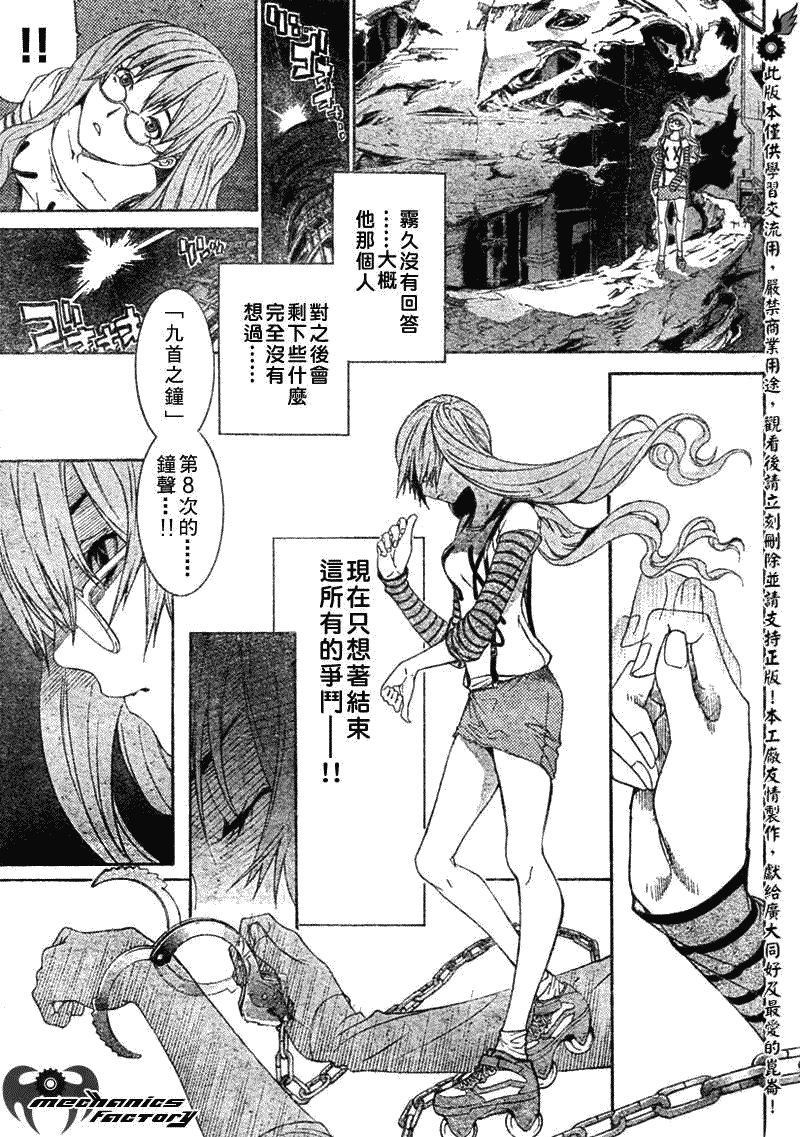 霧久沒有回答
……大概
他那個人
對之後會
剩下些什麼
完全沒有
想過……
!!
「九首之鐘」
第8次的……
鐘聲…!!
現在只想著結束
這所有的爭鬥——!!
此版本僅供學習交流用，嚴禁商業用途，觀看後請立刻刪除並請支持正版！本工廠友情製作，獻給廣大同好及最愛的崑崙！
mechanics
factory